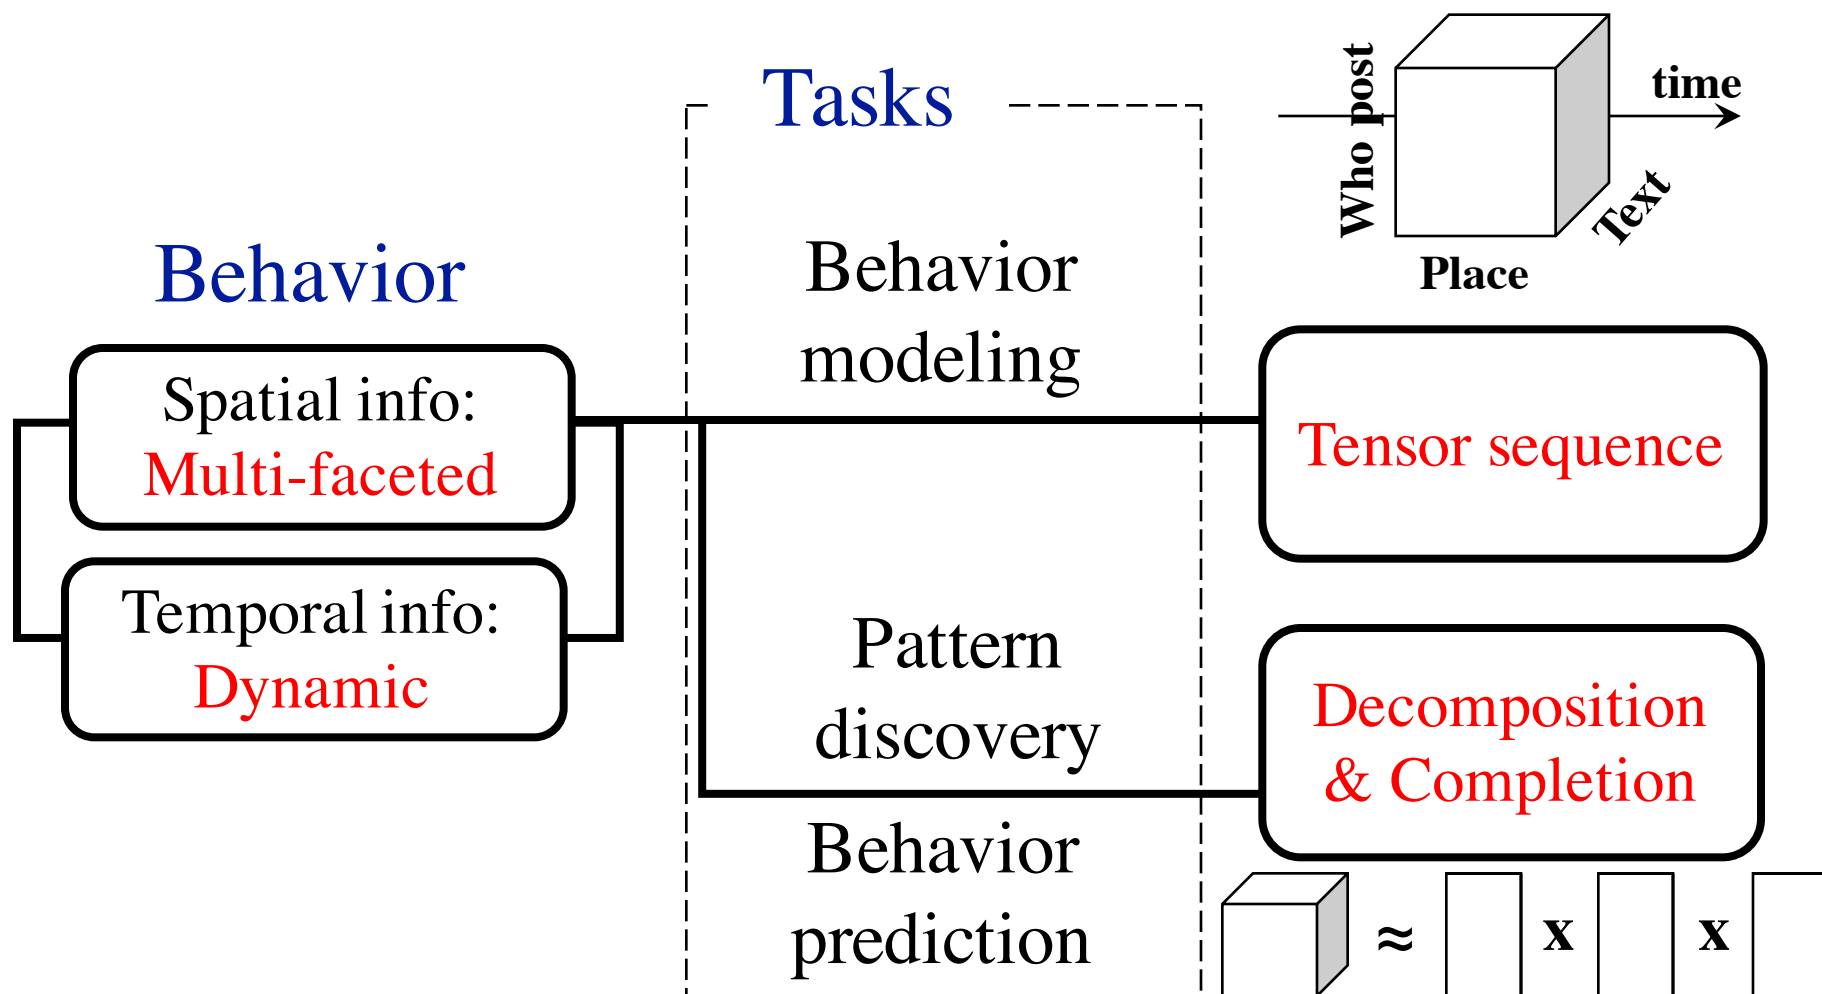 Tasks
Who post
time
Text
Place
Behavior
Spatial info:
Multi-faceted
Temporal info:
Dynamic
Behavior
modeling
Tensor sequence
Pattern
discovery
Decomposition
& Completion
Behavior
prediction
≈ x x